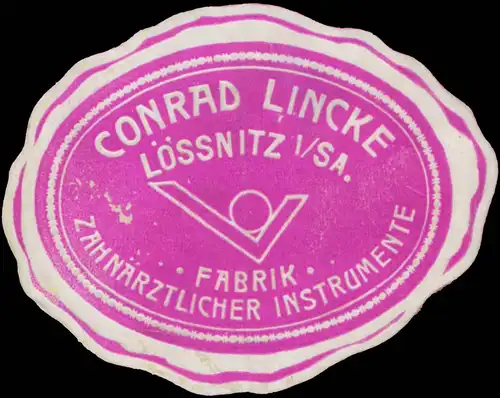 CONRAD LINCKE
LÖSSNITZ I/SA.
· FABRIK ·
ZAHNÄRZTLICHER INSTRUMENTE